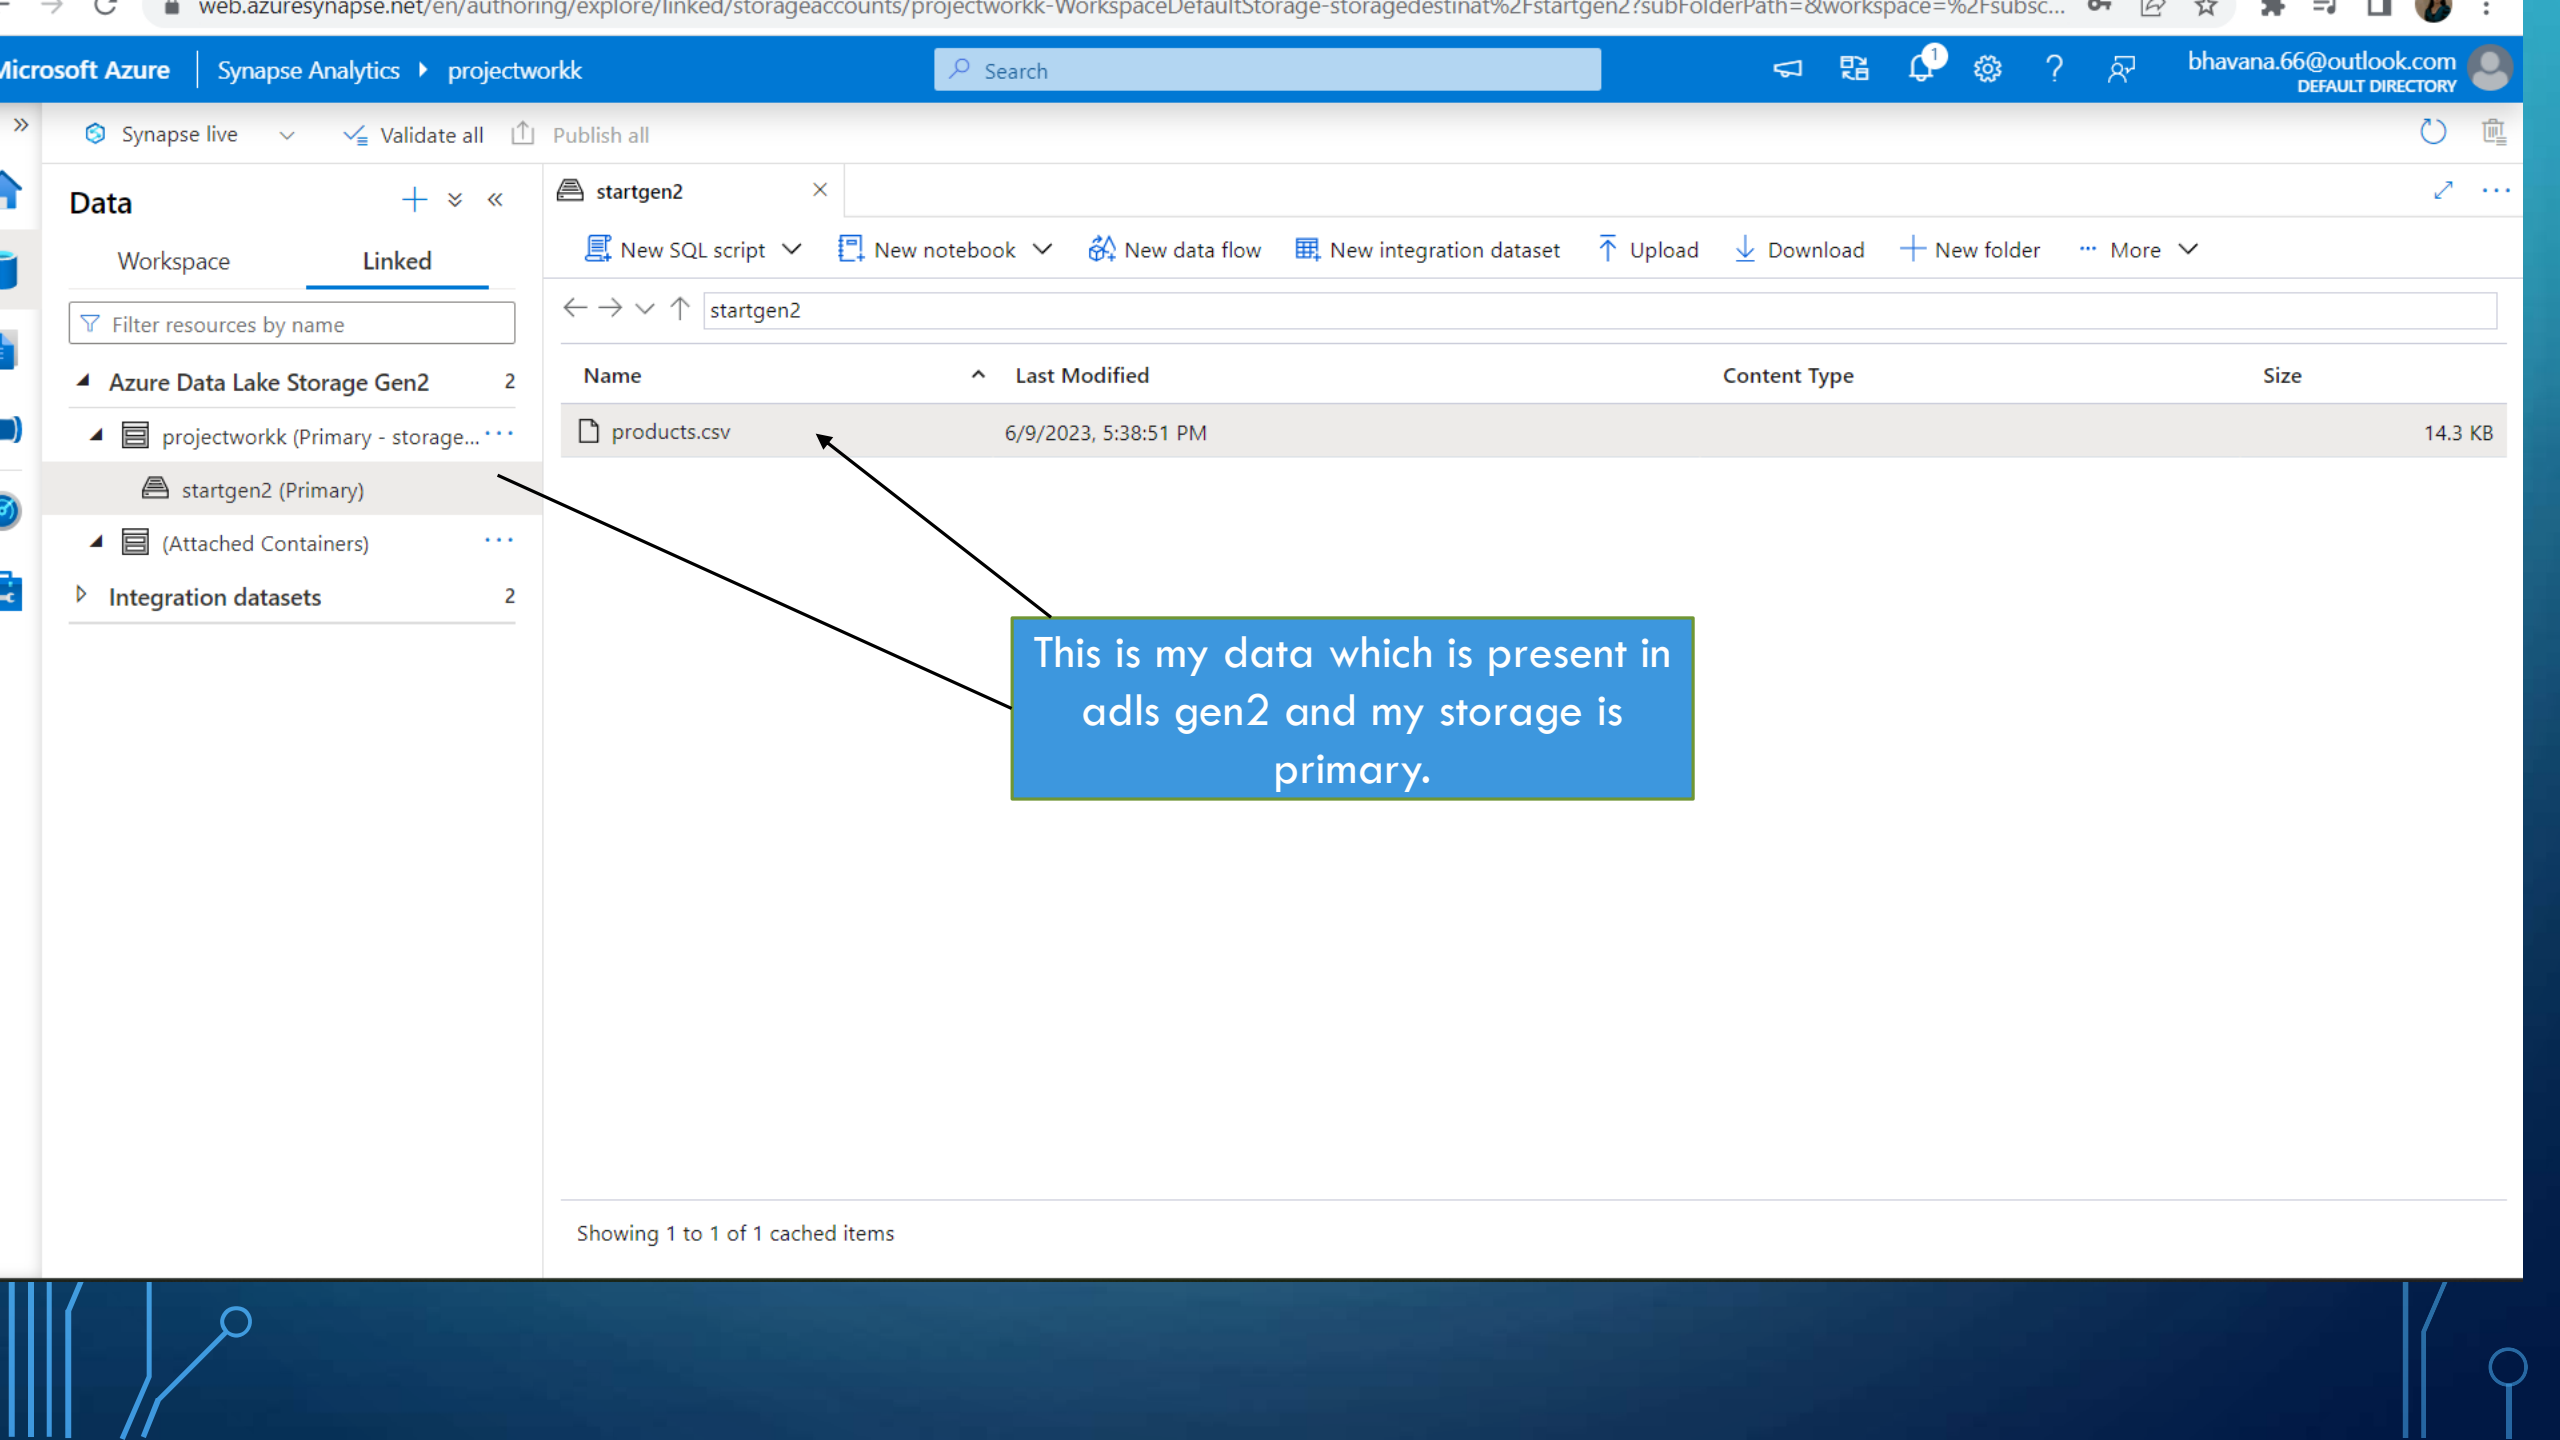 web.azuresynapse.net/en/authoring/explore/linked/storageaccounts/projectworkk-WorkspaceDefaultStorage-storagedestinat%2Fstartgen2?subFolderPath=&workspace=%2Fsubsc...
Microsoft Azure Synapse Analytics projectworkk Search 1 bhavana.66@outlook.com
DEFAULT DIRECTORY
Synapse live Validate all Publish all
Data
Workspace Linked
Filter resources by name
Azure Data Lake Storage Gen2 2
projectworkk (Primary - storage...
startgen2 (Primary)
(Attached Containers)
Integration datasets 2
startgen2
New SQL script New notebook New data flow New integration dataset Upload Download New folder More
startgen2
Name Last Modified Content Type Size
products.csv 6/9/2023, 5:38:51 PM 14.3 KB
This is my data which is present in
adls gen2 and my storage is
primary.
Showing 1 to 1 of 1 cached items